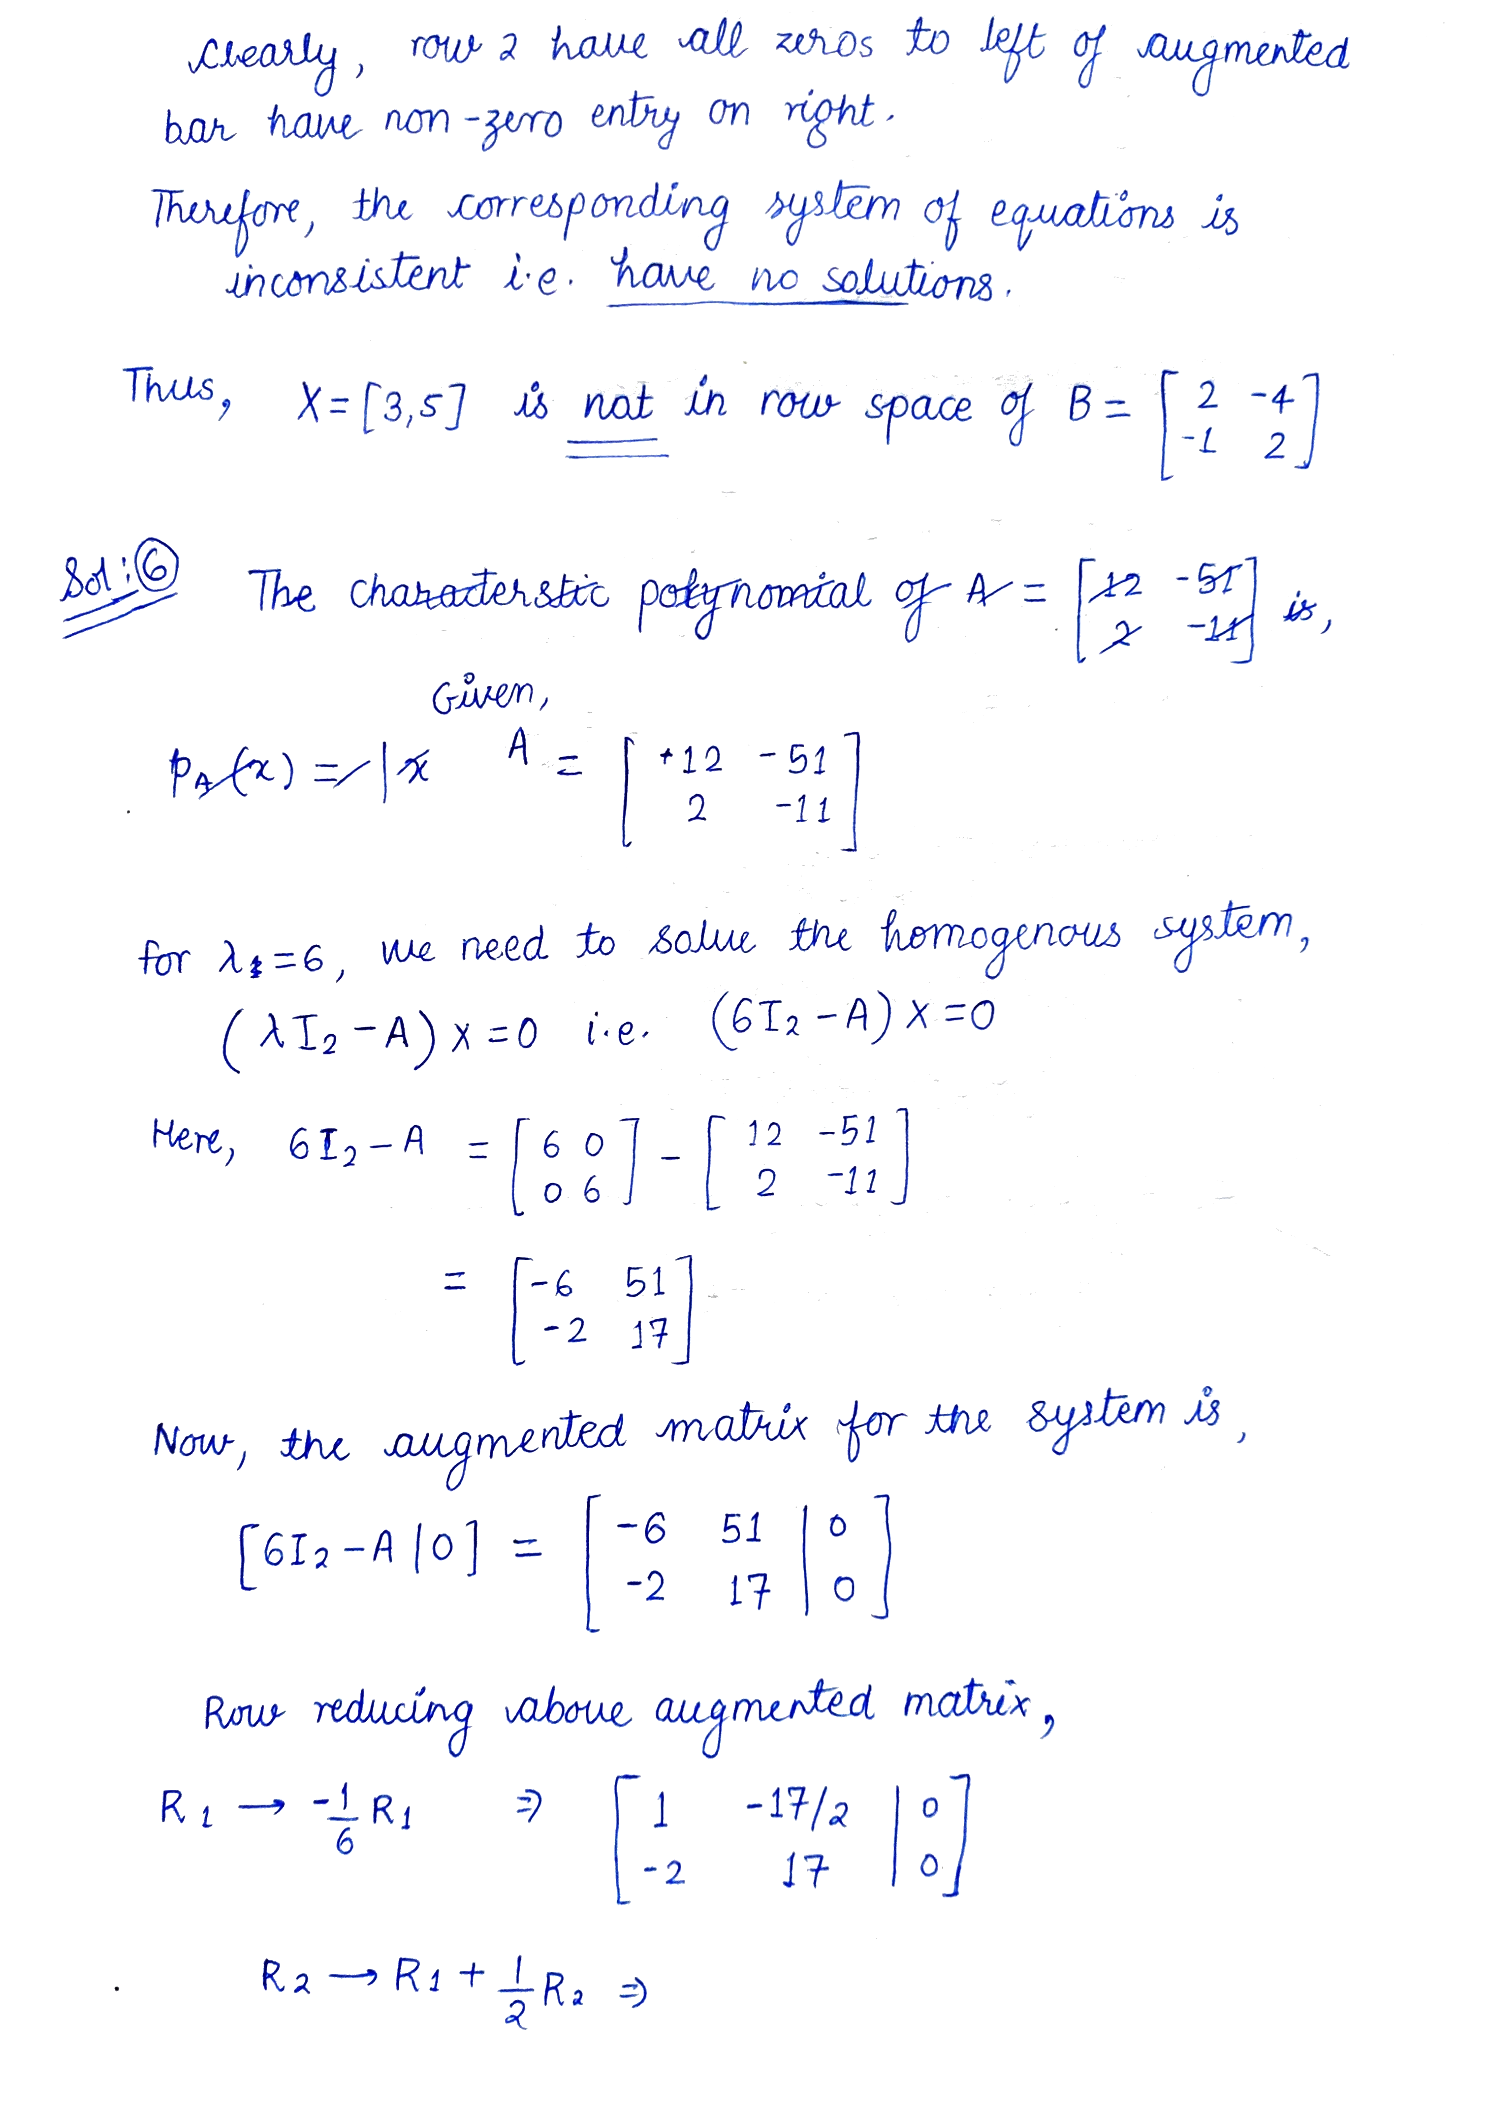 Clearly, row 2 have all zeros to left of augmented
bar have non-zero entry on right.
Therefore, the corresponding system of equations is
inconsistent i.e. have no solutions.
Thus, X = [3,5] is not in row space of B = [2 -4
-1 2]
Sol: 6 The characterstic polynomial of A = [12 -51
2 -11] is,
Given,
P_A(x) = |x A = [+12 -51
2 -11]
for λ = 6, we need to solve the homogenous system,
(λI₂ - A) X = 0 i.e. (6I₂ - A) X = 0
Here, 6I₂ - A = [6 0
0 6] - [12 -51
2 -11]
= [-6 51
-2 17]
Now, the augmented matrix for the system is,
[6I₂ - A | 0] = [-6 51 | 0
-2 17 | 0]
Row reducing above augmented matrix,
R₁ → -1/6 R₁ ⇒ [1 -17/2 | 0
-2 17 | 0]
R₂ → R₁ + 1/2 R₂ ⇒